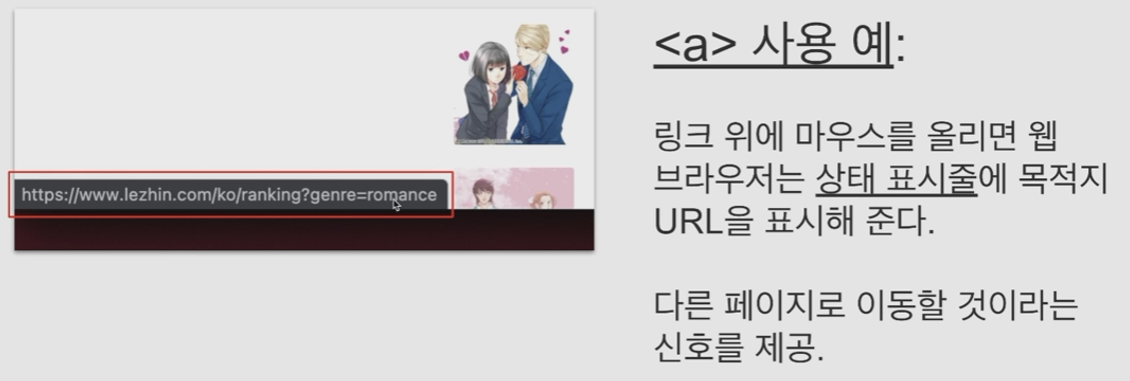 <a> 사용 예:
링크 위에 마우스를 올리면 웹
브라우저는 상태 표시줄에 목적지
URL을 표시해 준다.
다른 페이지로 이동할 것이라는
신호를 제공.
https://www.lezhin.com/ko/ranking?genre=romance